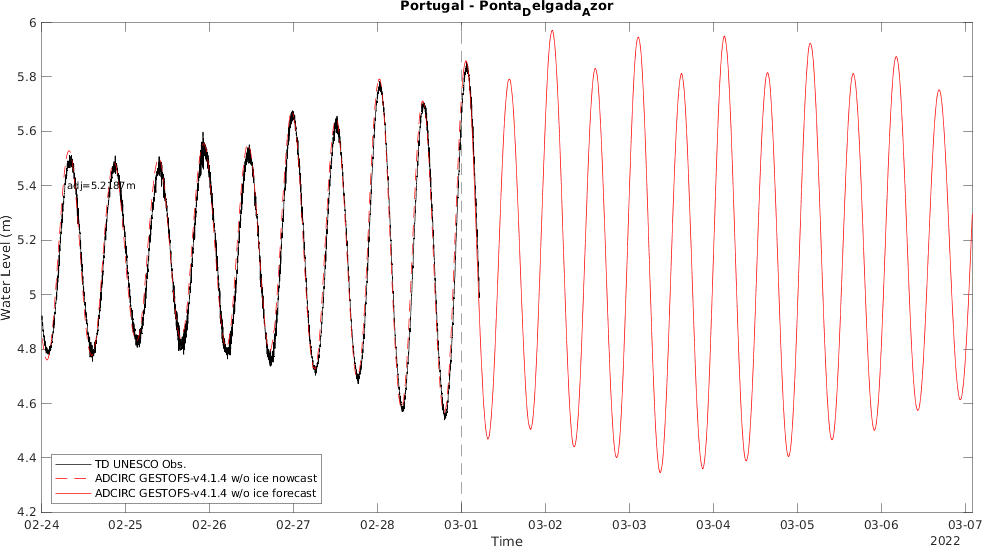 Portugal - PontaDelgadaAzor
6
5.8
5.6
5.4
5.2
5
4.8
4.6
4.4
4.2
Water Level (m)
adj=5.2187m
TD UNESCO Obs.
ADCIRC GESTOFS-v4.1.4 w/o ice nowcast
ADCIRC GESTOFS-v4.1.4 w/o ice forecast
02-24 02-25 02-26 02-27 02-28 03-01 03-02 03-03 03-04 03-05 03-06 03-07
Time
2022